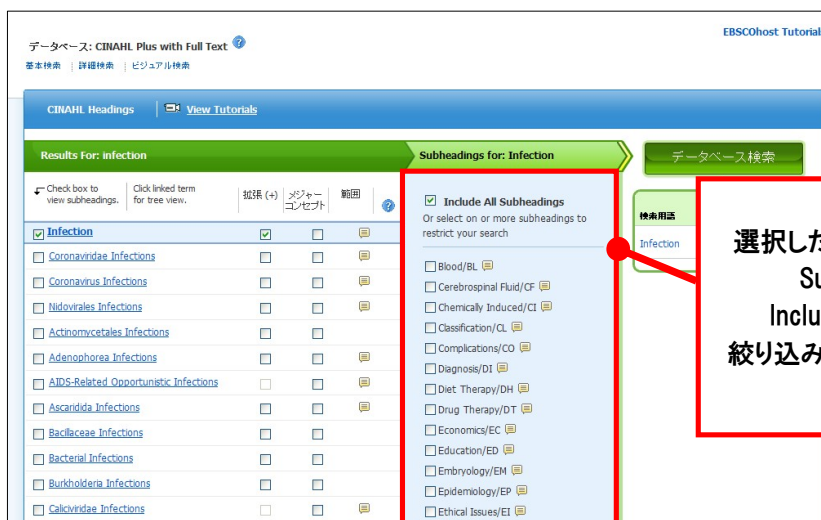 EBSCOhost Tutorial
データベース: CINAHL Plus with Full Text
基本検索 | 詳細検索 | ビジュアル検索
CINAHL Headings | View Tutorials
Results For: infection
Subheadings for: Infection
データベース検索
Check box to view subheadings.
Click linked term for tree view.
拡張 (+)
メジャーコンセプト
範囲
Include All Subheadings
Or select on or more subheadings to
restrict your search
検索用語
Infection
Infection
Coronaviridae Infections
Coronavirus Infections
Nidovirales Infections
Actinomycetales Infections
Adenophorea Infections
AIDS-Related Opportunistic Infections
Ascaridida Infections
Bacillaceae Infections
Bacterial Infections
Burkholderia Infections
Caliciviridae Infections
Blood/BL
Cerebrospinal Fluid/CF
Chemically Induced/CI
Classification/CL
Complications/CO
Diagnosis/DI
Diet Therapy/DH
Drug Therapy/DT
Economics/EC
Education/ED
Embryology/EM
Epidemiology/EP
Ethical Issues/EI
選択した
Su
Inclu
絞り込み